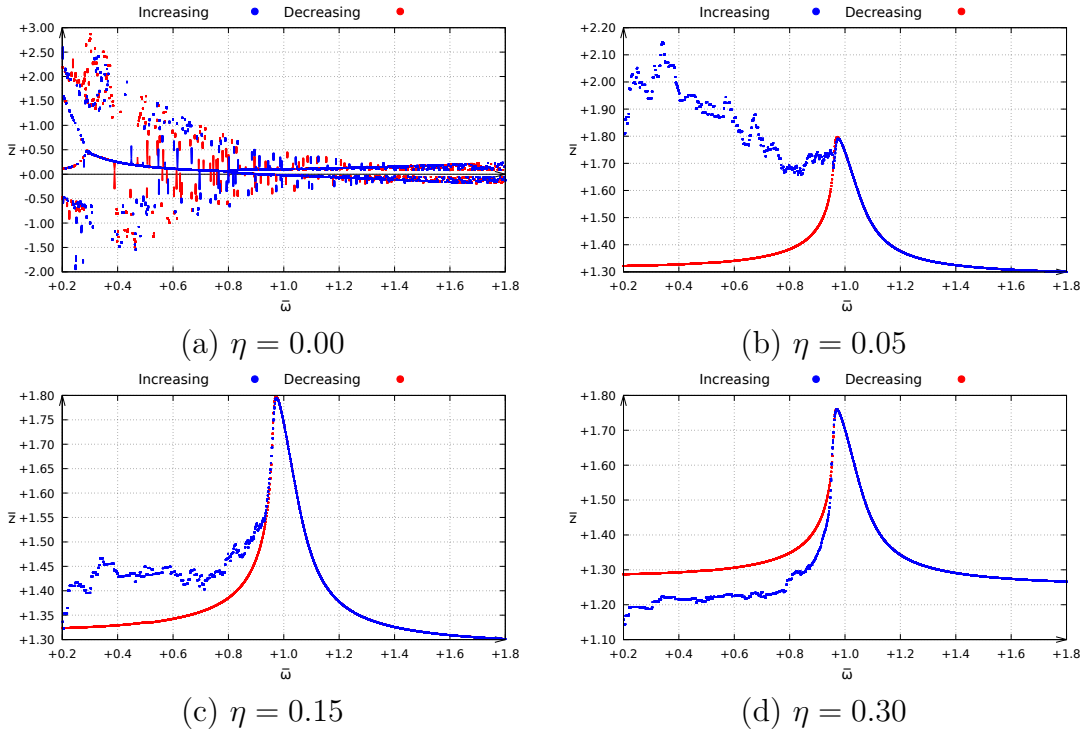 Increasing Decreasing
+3.00
+2.50
+2.00
+1.50
+1.00
+0.50
+0.00
-0.50
-1.00
-1.50
-2.00
z̄
+0.2 +0.4 +0.6 +0.8 +1.0 +1.2 +1.4 +1.6 +1.8
ω̄
(a) η = 0.00
Increasing Decreasing
+2.20
+2.10
+2.00
+1.90
+1.80
+1.70
+1.60
+1.50
+1.40
+1.30
z̄
+0.2 +0.4 +0.6 +0.8 +1.0 +1.2 +1.4 +1.6 +1.8
ω̄
(b) η = 0.05
Increasing Decreasing
+1.80
+1.75
+1.70
+1.65
+1.60
+1.55
+1.50
+1.45
+1.40
+1.35
+1.30
z̄
+0.2 +0.4 +0.6 +0.8 +1.0 +1.2 +1.4 +1.6 +1.8
ω̄
(c) η = 0.15
Increasing Decreasing
+1.80
+1.70
+1.60
+1.50
+1.40
+1.30
+1.20
+1.10
z̄
+0.2 +0.4 +0.6 +0.8 +1.0 +1.2 +1.4 +1.6 +1.8
ω̄
(d) η = 0.30